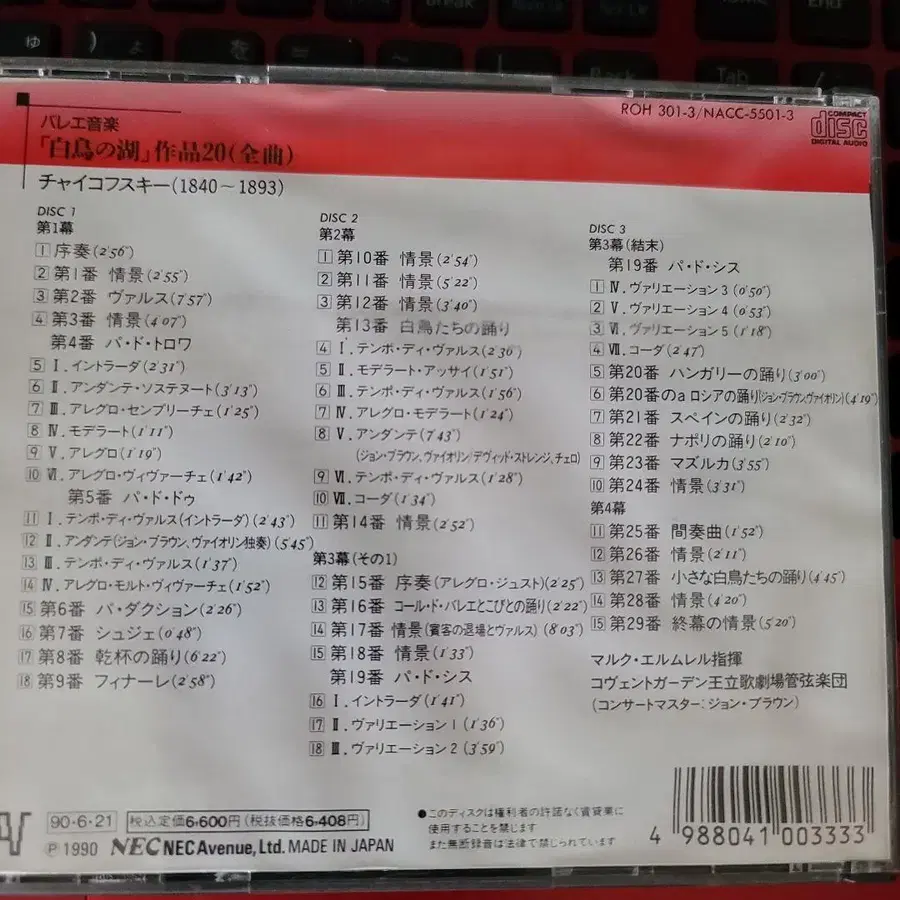 ROH 301-3/NACC-5501-3
COMPACT
disc
DIGITAL AUDIO
バレエ音楽
「白鳥の湖」作品20(全曲)
チャイコフスキー(1840～1893)
DISC 1
第1幕
1 序奏(2'56")
2 第1番 情景(2'55")
3 第2番 ヴァルス(7'57")
4 第3番 情景(4'07")
第4番 パ・ド・トロワ
5 Ⅰ.イントラーダ(2'31")
6 Ⅱ.アンダンテ・ソステヌート(3'13")
7 Ⅲ.アレグロ・センプリーチェ(1'25")
8 Ⅳ.モデラート(1'11")
9 Ⅴ.アレグロ(1'19")
10 Ⅵ.アレグロ・ヴィヴァーチェ(1'42")
第5番 パ・ド・ドゥ
11 Ⅰ.テンポ・ディ・ヴァルス(イントラーダ)(2'43")
12 Ⅱ.アンダンテ(ジョン・ブラウン、ヴァイオリン独奏)(5'45")
13 Ⅲ.テンポ・ディ・ヴァルス(1'37")
14 Ⅳ.アレグロ・モルト・ヴィヴァーチェ(1'52")
15 第6番 パ・ダクション(2'26")
16 第7番 シュジェ(0'48")
17 第8番 乾杯の踊り(6'22")
18 第9番 フィナーレ(2'58")
DISC 2
第2幕
1 第10番 情景(2'54")
2 第11番 情景(5'22")
3 第12番 情景(3'40")
第13番 白鳥たちの踊り
4 Ⅰ.テンポ・ディ・ヴァルス(2'36")
5 Ⅱ.モデラート・アッサイ(1'51")
6 Ⅲ.テンポ・ディ・ヴァルス(1'56")
7 Ⅳ.アレグロ・モデラート(1'24")
8 Ⅴ.アンダンテ(7'43")
(ジョン・ブラウン、ヴァイオリン/デヴィッド・ストレンジ、チェロ)
9 Ⅵ.テンポ・ディ・ヴァルス(1'28")
10 Ⅶ.コーダ(1'34")
11 第14番 情景(2'52")
第3幕(その1)
12 第15番 序奏(アレグロ・ジュスト)(2'25")
13 第16番 コール・ド・バレエとこびとの踊り(2'22")
14 第17番 情景(賓客の退場とヴァルス)(8'03")
15 第18番 情景(1'33")
第19番 パ・ド・シス
16 Ⅰ.イントラーダ(1'41")
17 Ⅱ.ヴァリエーション1(1'36")
18 Ⅲ.ヴァリエーション2(3'59")
DISC 3
第3幕(結末)
第19番 パ・ド・シス
1 Ⅳ.ヴァリエーション3(0'50")
2 Ⅴ.ヴァリエーション4(0'53")
3 Ⅵ.ヴァリエーション5(1'18")
4 Ⅶ.コーダ(2'47")
5 第20番 ハンガリーの踊り(3'00")
6 第20番のa ロシアの踊り(ジョン・ブラウン、ヴァイオリン)(4'19")
7 第21番 スペインの踊り(2'32")
8 第22番 ナポリの踊り(2'10")
9 第23番 マズルカ(3'55")
10 第24番 情景(3'31")
第4幕
11 第25番 間奏曲(1'52")
12 第26番 情景(2'11")
13 第27番 小さな白鳥たちの踊り(4'45")
14 第28番 情景(4'20")
15 第29番 終幕の情景(5'20")
マルク・エルムレル指揮
コヴェントガーデン王立歌劇場管弦楽団
(コンサートマスター:ジョン・ブラウン)
90・6・21 税込定価6,600円(税抜価格6,408円)
Ⓟ1990 NEC NEC Avenue, Ltd. MADE IN JAPAN
●このディスクは権利者の許諾なく賃貸業に
使用することを禁じます
また無断録音は法律で禁じられています
4 988041 003333